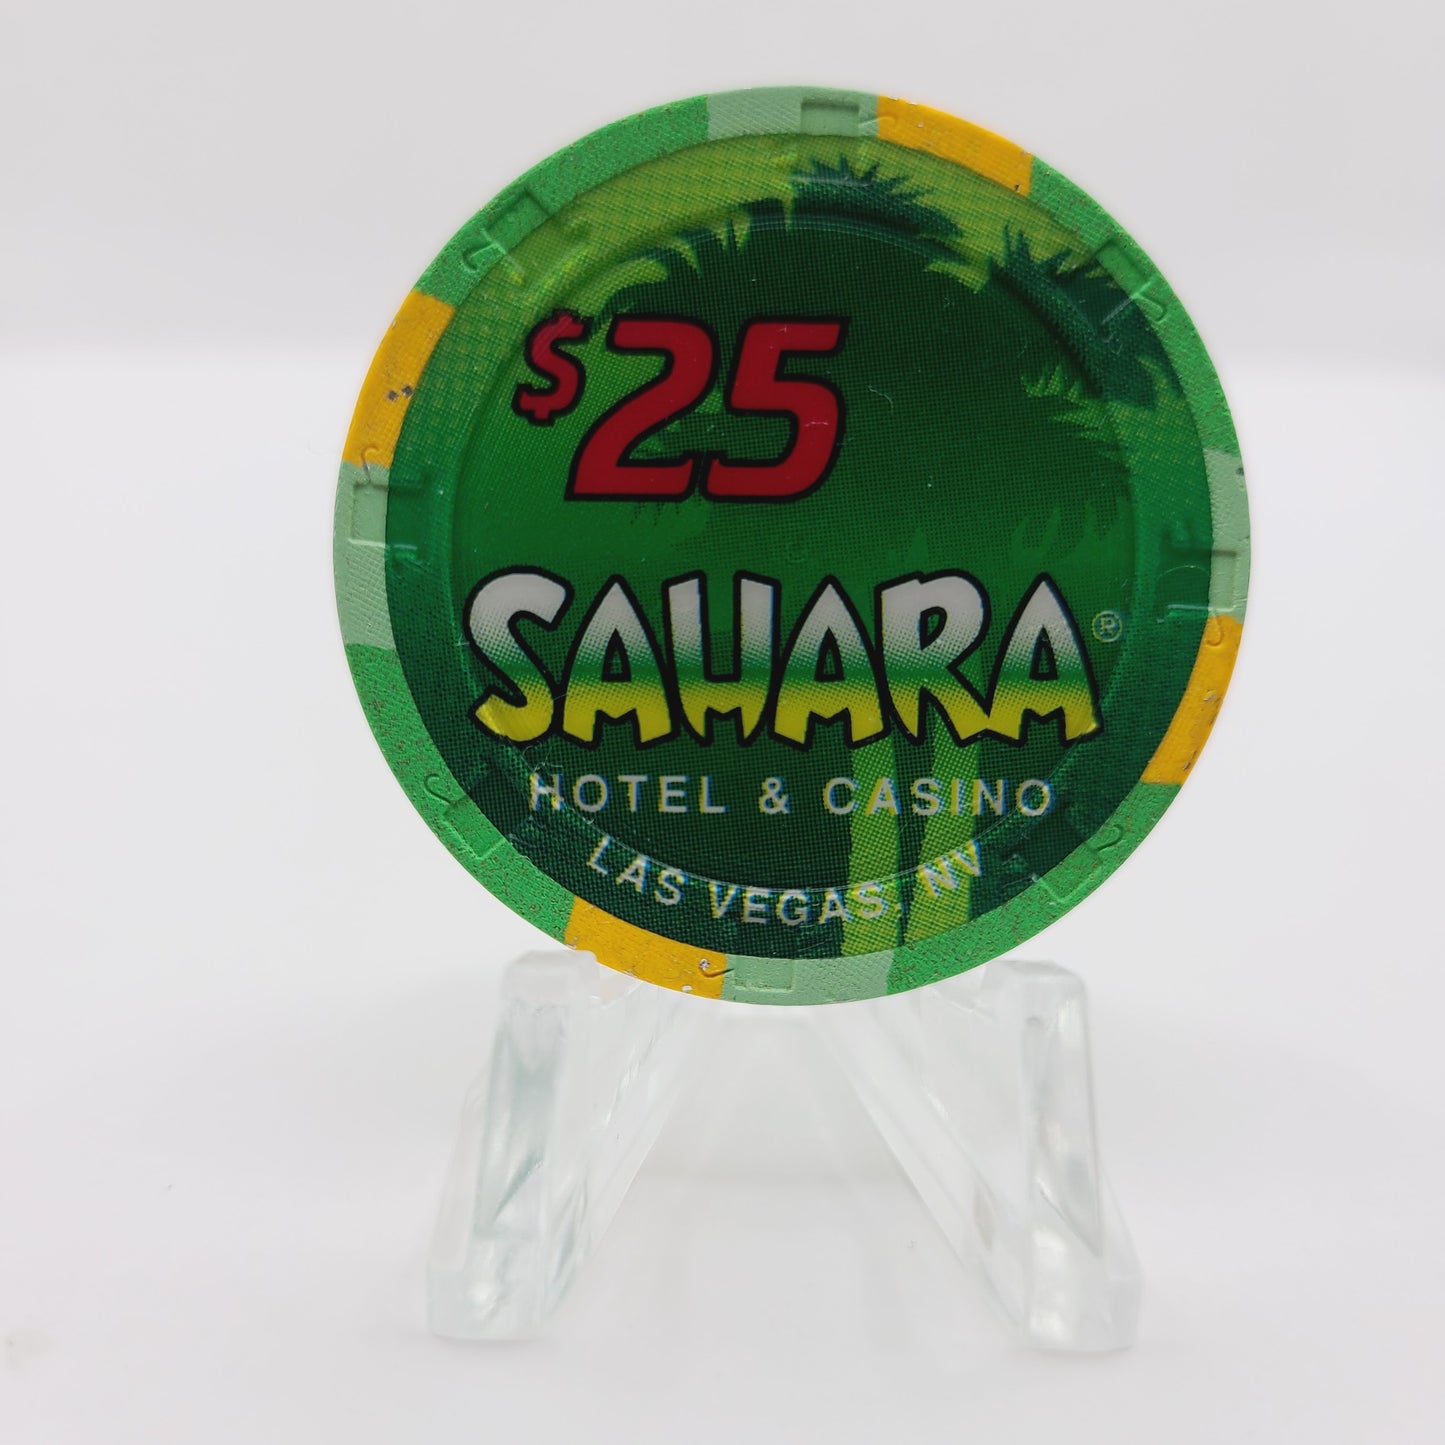 $25
SAHARA®
HOTEL & CASINO
LAS VEGAS, NV